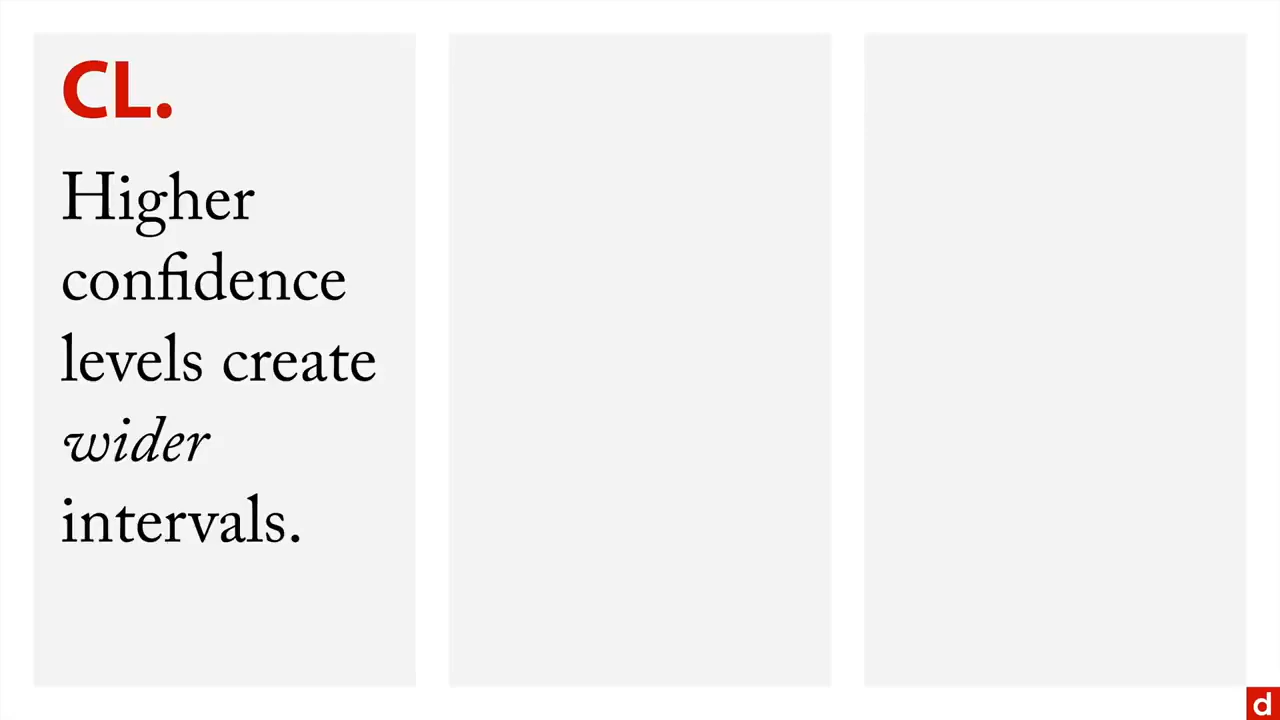 CL.
Higher
confidence
levels create
wider
intervals.
d